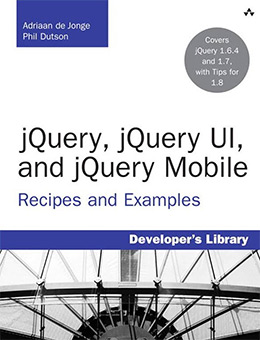 Adriaan de Jonge
Phil Dutson
Covers
jQuery 1.6.4
and 1.7,
with Tips for
1.8
jQuery, jQuery UI,
and jQuery Mobile
Recipes and Examples
Developer's Library